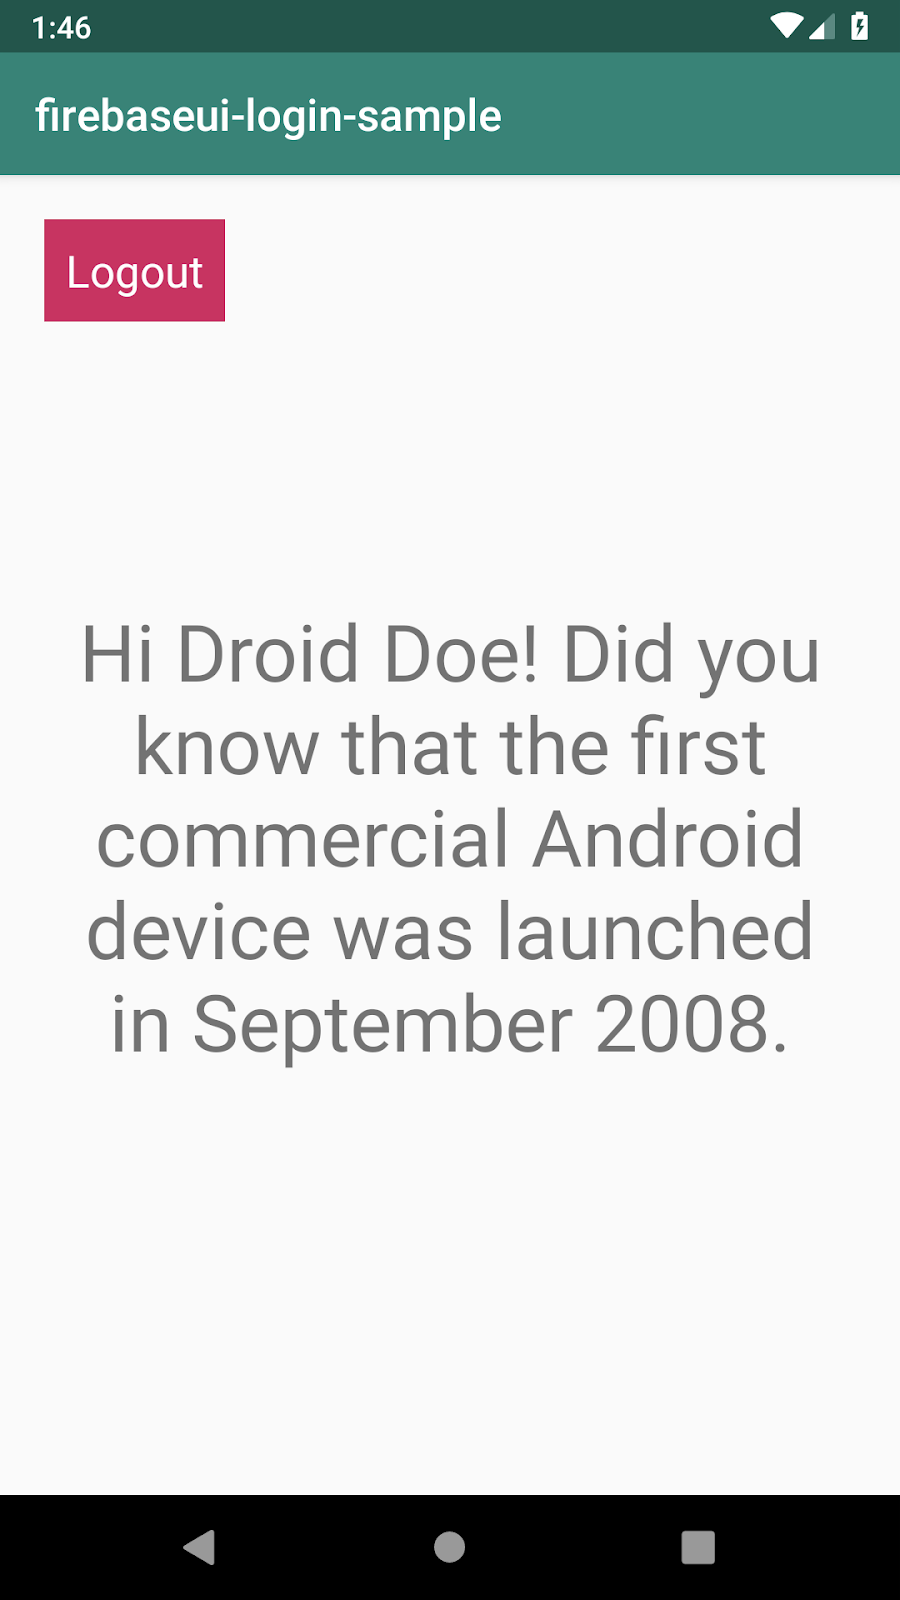 1:46
firebaseui-login-sample
Logout
Hi Droid Doe! Did you
know that the first
commercial Android
device was launched
in September 2008.